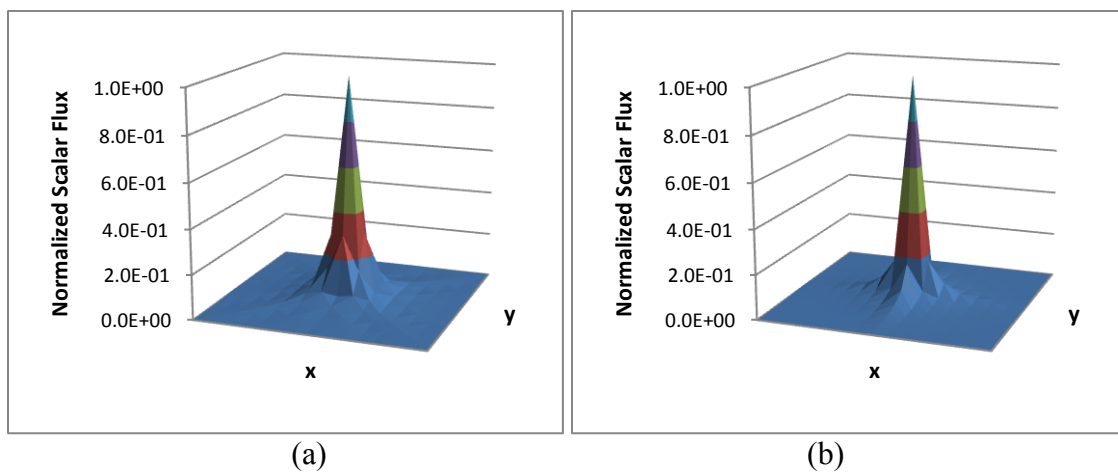 Normalized Scalar Flux
1.0E+00
8.0E-01
6.0E-01
4.0E-01
2.0E-01
0.0E+00
x
y
(a)
Normalized Scalar Flux
1.0E+00
8.0E-01
6.0E-01
4.0E-01
2.0E-01
0.0E+00
x
y
(b)